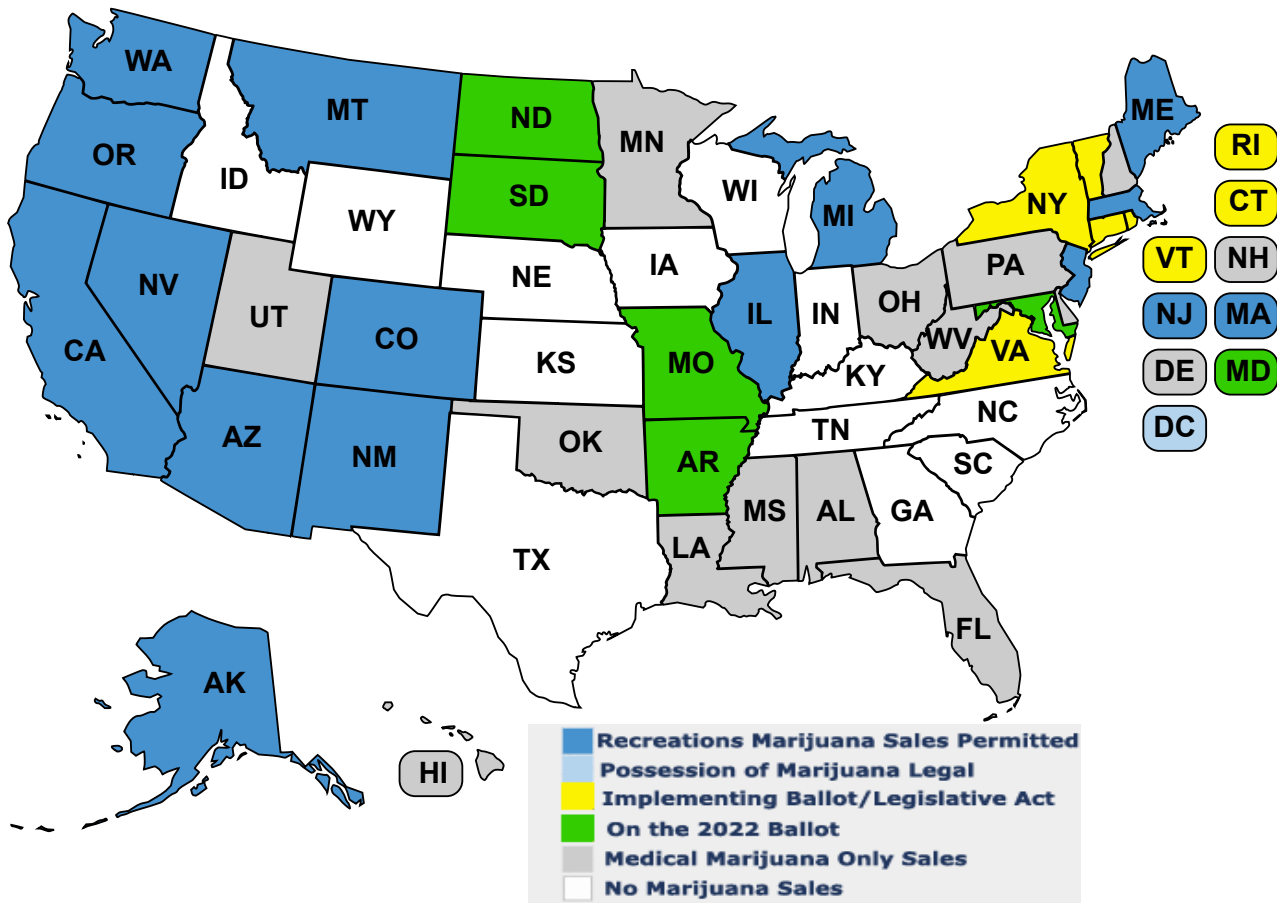 WA
MT
ND
MN
ME
OR
ID
SD
WI
MI
NY
RI
CT
WY
NV
UT
CO
NE
IA
IL
IN
OH
PA
VT
NH
CA
KS
MO
WV
VA
NJ
MA
KY
DE
MD
AZ
NM
OK
AR
TN
NC
DC
SC
TX
LA
MS
AL
GA
FL
AK
HI
Recreations Marijuana Sales Permitted
Possession of Marijuana Legal
Implementing Ballot/Legislative Act
On the 2022 Ballot
Medical Marijuana Only Sales
No Marijuana Sales